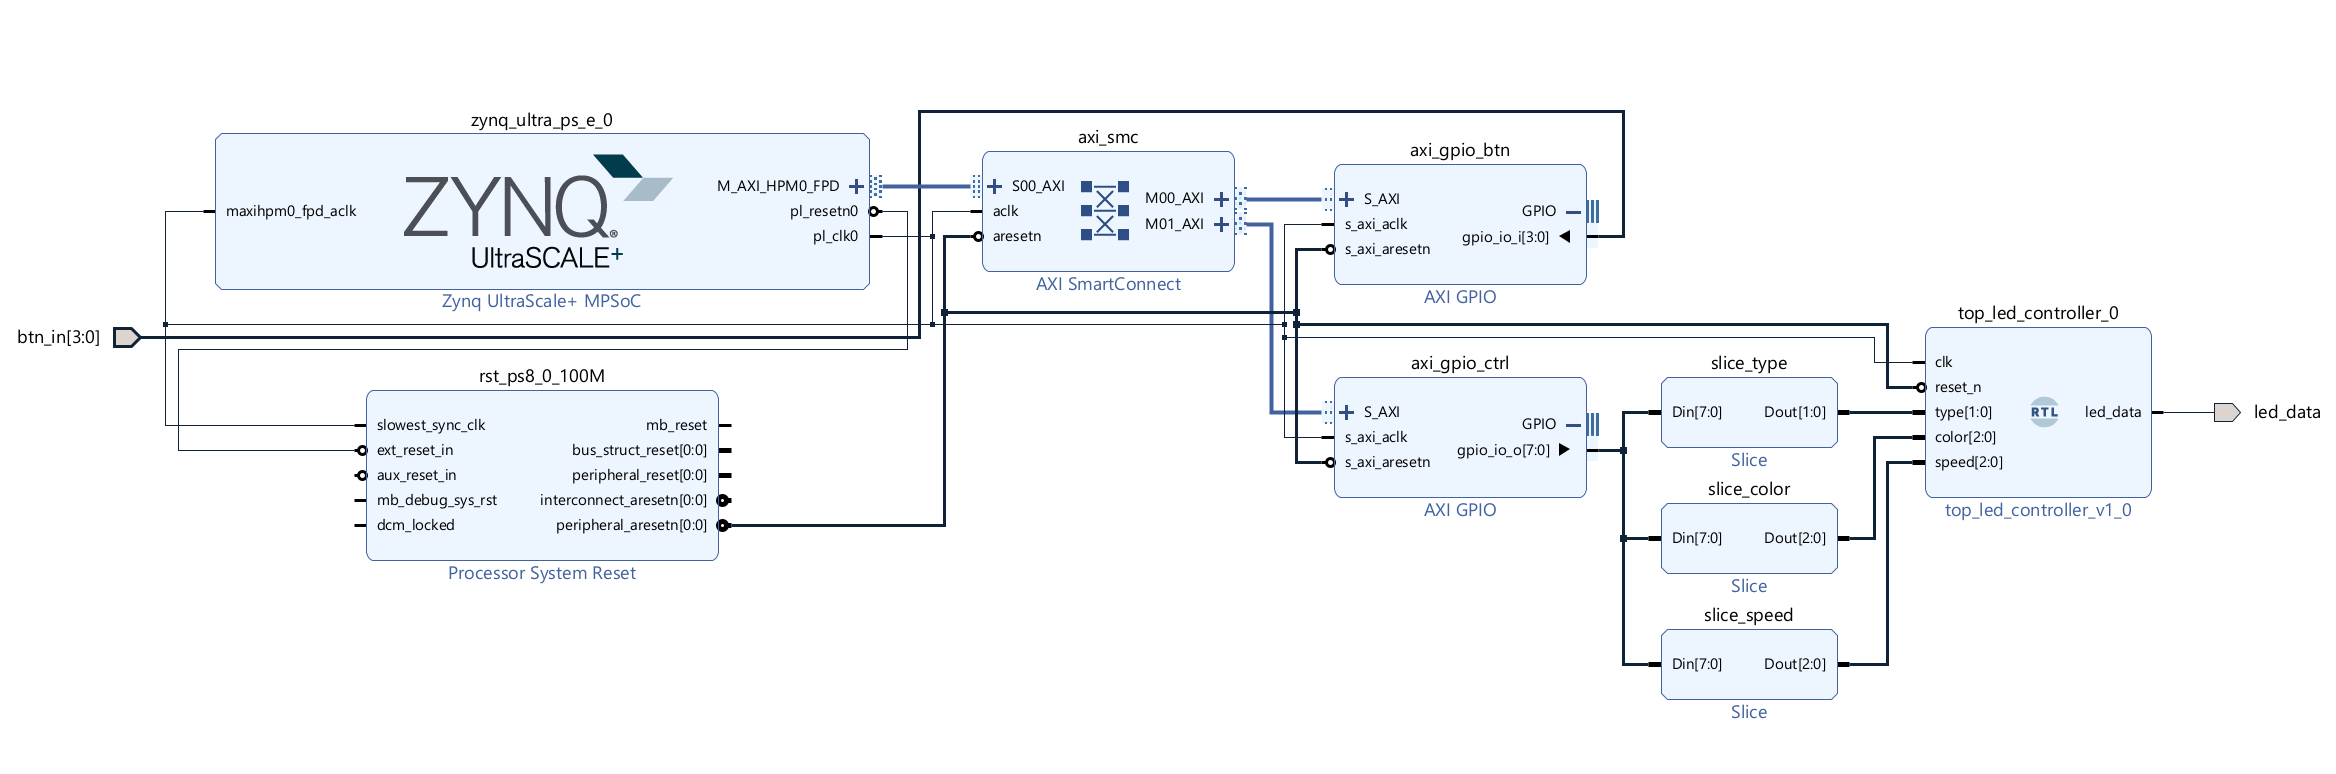 zynq_ultra_ps_e_0
maxihpm0_fpd_aclk
ZYNQ®
UltraSCALE+
M_AXI_HPM0_FPD
pl_resetn0
pl_clk0
Zynq UltraScale+ MPSoC
axi_smc
S00_AXI
aclk
aresetn
M00_AXI
M01_AXI
AXI SmartConnect
axi_gpio_btn
S_AXI
s_axi_aclk
s_axi_aresetn
GPIO
gpio_io_i[3:0]
AXI GPIO
btn_in[3:0]
rst_ps8_0_100M
slowest_sync_clk
ext_reset_in
aux_reset_in
mb_debug_sys_rst
dcm_locked
mb_reset
bus_struct_reset[0:0]
peripheral_reset[0:0]
interconnect_aresetn[0:0]
peripheral_aresetn[0:0]
Processor System Reset
axi_gpio_ctrl
S_AXI
s_axi_aclk
s_axi_aresetn
GPIO
gpio_io_o[7:0]
AXI GPIO
slice_type
Din[7:0]
Dout[1:0]
Slice
slice_color
Din[7:0]
Dout[2:0]
Slice
slice_speed
Din[7:0]
Dout[2:0]
Slice
top_led_controller_0
clk
reset_n
type[1:0]
color[2:0]
speed[2:0]
RTL
led_data
top_led_controller_v1_0
led_data